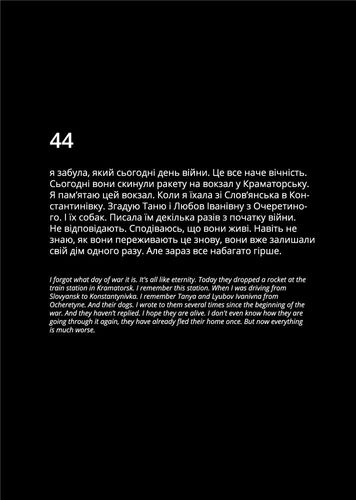 44
я забула, який сьогодні день війни. Це все наче вічність.
Сьогодні вони скинули ракету на вокзал у Краматорську.
Я пам'ятаю цей вокзал. Коли я їхала зі Слов'янська в Кон-
стантинівку. Згадую Таню і Любов Іванівну з Очеретино-
го. І їх собак. Писала їм декілька разів з початку війни.
Не відповідають. Сподіваюсь, що вони живі. Навіть не
знаю, як вони переживають це знову, вони вже залишали
свій дім одного разу. Але зараз все набагато гірше.
I forgot what day of war it is. It's all like eternity. Today they dropped a rocket at the
train station in Kramatorsk. I remember this station. When I was driving from
Slovyansk to Konstantynivka. I remember Tanya and Lyubov Ivanivna from
Ocheretyne. And their dogs. I wrote to them several times since the beginning of the
war. And they haven't replied. I hope they are alive. I don't even know how they are
going through it again, they have already fled their home once. But now everything
is much worse.